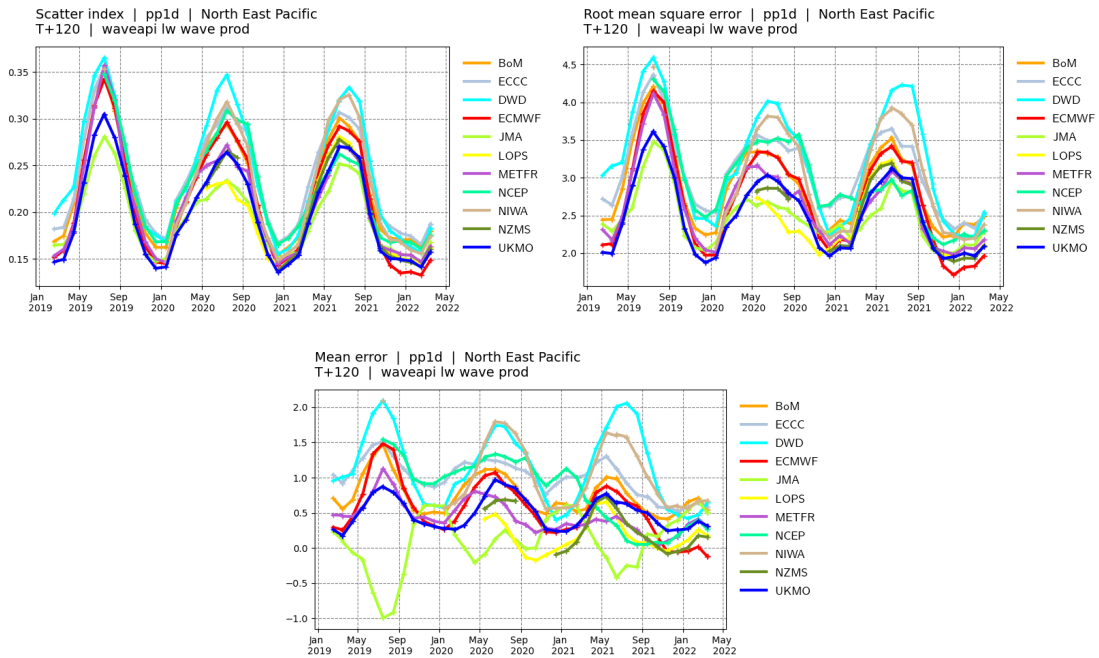 Scatter index | pp1d | North East Pacific
T+120 | waveapi lw wave prod
0.35
0.30
0.25
0.20
0.15
Jan 2019
May 2019
Sep 2019
Jan 2020
May 2020
Sep 2020
Jan 2021
May 2021
Sep 2021
Jan 2022
May 2022
BoM
ECCC
DWD
ECMWF
JMA
LOPS
METFR
NCEP
NIWA
NZMS
UKMO
Root mean square error | pp1d | North East Pacific
T+120 | waveapi lw wave prod
4.5
4.0
3.5
3.0
2.5
2.0
Jan 2019
May 2019
Sep 2019
Jan 2020
May 2020
Sep 2020
Jan 2021
May 2021
Sep 2021
Jan 2022
May 2022
BoM
ECCC
DWD
ECMWF
JMA
LOPS
METFR
NCEP
NIWA
NZMS
UKMO
Mean error | pp1d | North East Pacific
T+120 | waveapi lw wave prod
2.0
1.5
1.0
0.5
0.0
−0.5
−1.0
Jan 2019
May 2019
Sep 2019
Jan 2020
May 2020
Sep 2020
Jan 2021
May 2021
Sep 2021
Jan 2022
May 2022
BoM
ECCC
DWD
ECMWF
JMA
LOPS
METFR
NCEP
NIWA
NZMS
UKMO